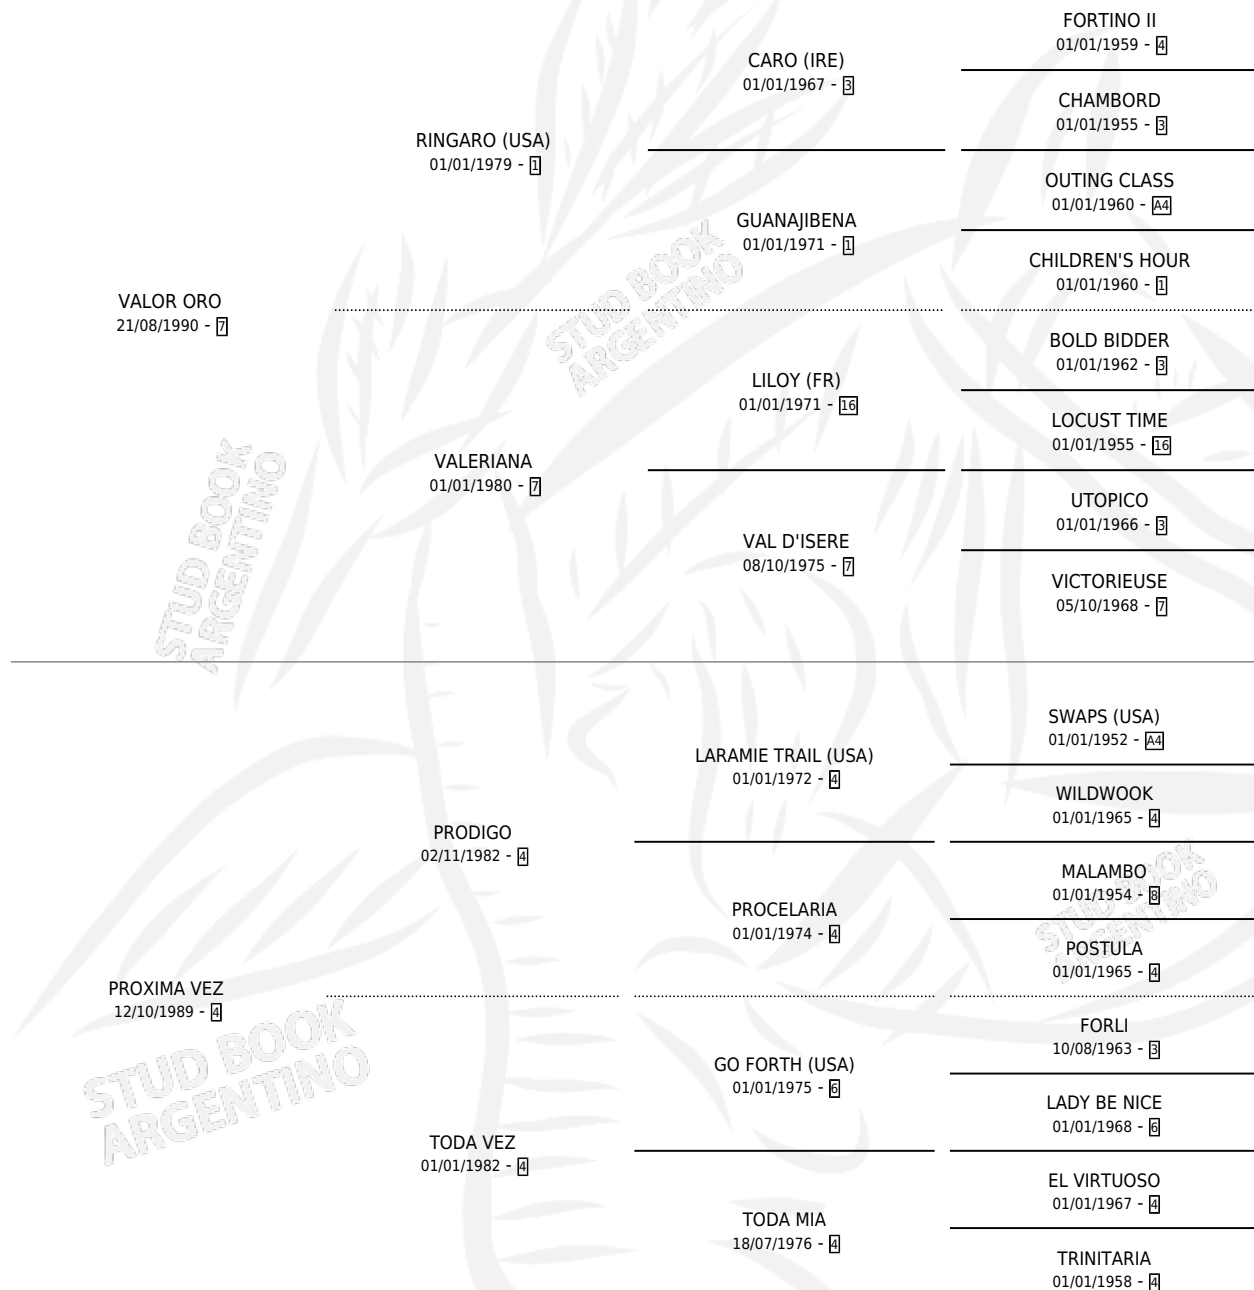 FORTINO II
01/01/1959 - 4
CARO (IRE)
01/01/1967 - 3
CHAMBORD
01/01/1955 - 3
RINGARO (USA)
01/01/1979 - 1
OUTING CLASS
01/01/1960 - A4
GUANAJIBENA
01/01/1971 - 1
CHILDREN'S HOUR
01/01/1960 - 1
VALOR ORO
21/08/1990 - 7
STUD BOOK
ARGENTINO
BOLD BIDDER
01/01/1962 - 3
LILOY (FR)
01/01/1971 - 16
LOCUST TIME
01/01/1955 - 16
VALERIANA
01/01/1980 - 7
UTOPICO
01/01/1966 - 3
VAL D'ISERE
08/10/1975 - 7
VICTORIEUSE
05/10/1968 - 7
STUD BOOK
ARGENTINO
SWAPS (USA)
01/01/1952 - A4
LARAMIE TRAIL (USA)
01/01/1972 - 4
WILDWOOK
01/01/1965 - 4
PRODIGO
02/11/1982 - 4
MALAMBO
01/01/1954 - 8
PROCELARIA
01/01/1974 - 4
STUD BOOK
ARGENTINO
POSTULA
01/01/1965 - 4
PROXIMA VEZ
12/10/1989 - 4
STUD BOOK
ARGENTINO
FORLI
10/08/1963 - 3
GO FORTH (USA)
01/01/1975 - 6
LADY BE NICE
01/01/1968 - 6
TODA VEZ
01/01/1982 - 4
EL VIRTUOSO
01/01/1967 - 4
TODA MIA
18/07/1976 - 4
TRINITARIA
01/01/1958 - 4